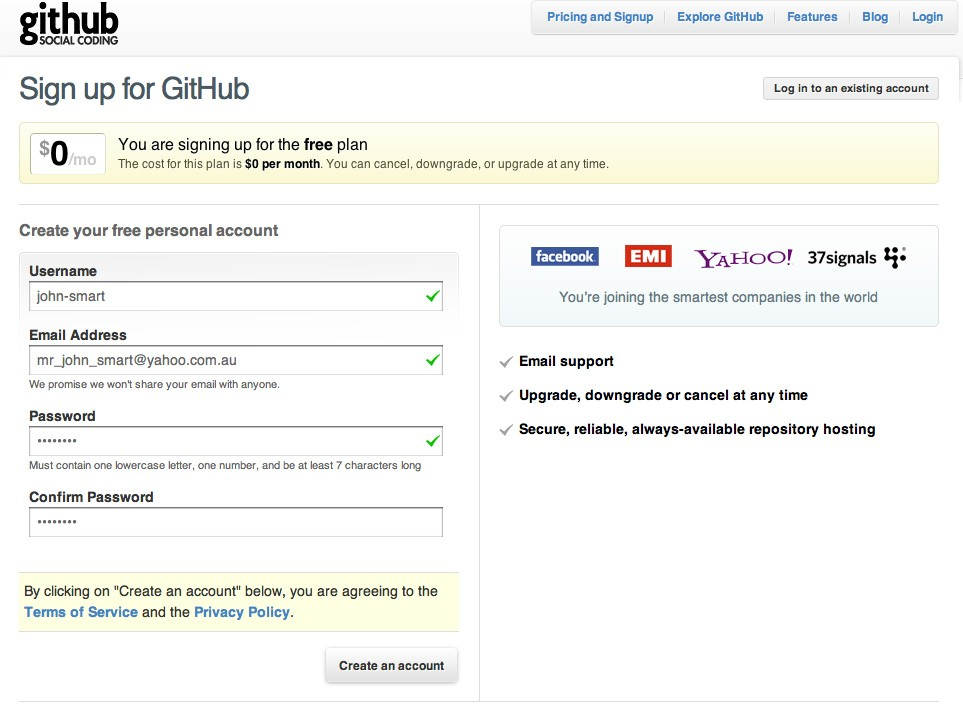 github
SOCIAL CODING
Pricing and Signup Explore GitHub Features Blog Login
Sign up for GitHub
Log in to an existing account
$0/mo
You are signing up for the free plan
The cost for this plan is $0 per month. You can cancel, downgrade, or upgrade at any time.
Create your free personal account
Username
john-smart
Email Address
mr_john_smart@yahoo.com.au
We promise we won't share your email with anyone.
Password
••••••••
Must contain one lowercase letter, one number, and be at least 7 characters long
Confirm Password
••••••••
By clicking on "Create an account" below, you are agreeing to the
Terms of Service and the Privacy Policy.
Create an account
facebook EMI YAHOO! 37signals
You're joining the smartest companies in the world
Email support
Upgrade, downgrade or cancel at any time
Secure, reliable, always-available repository hosting